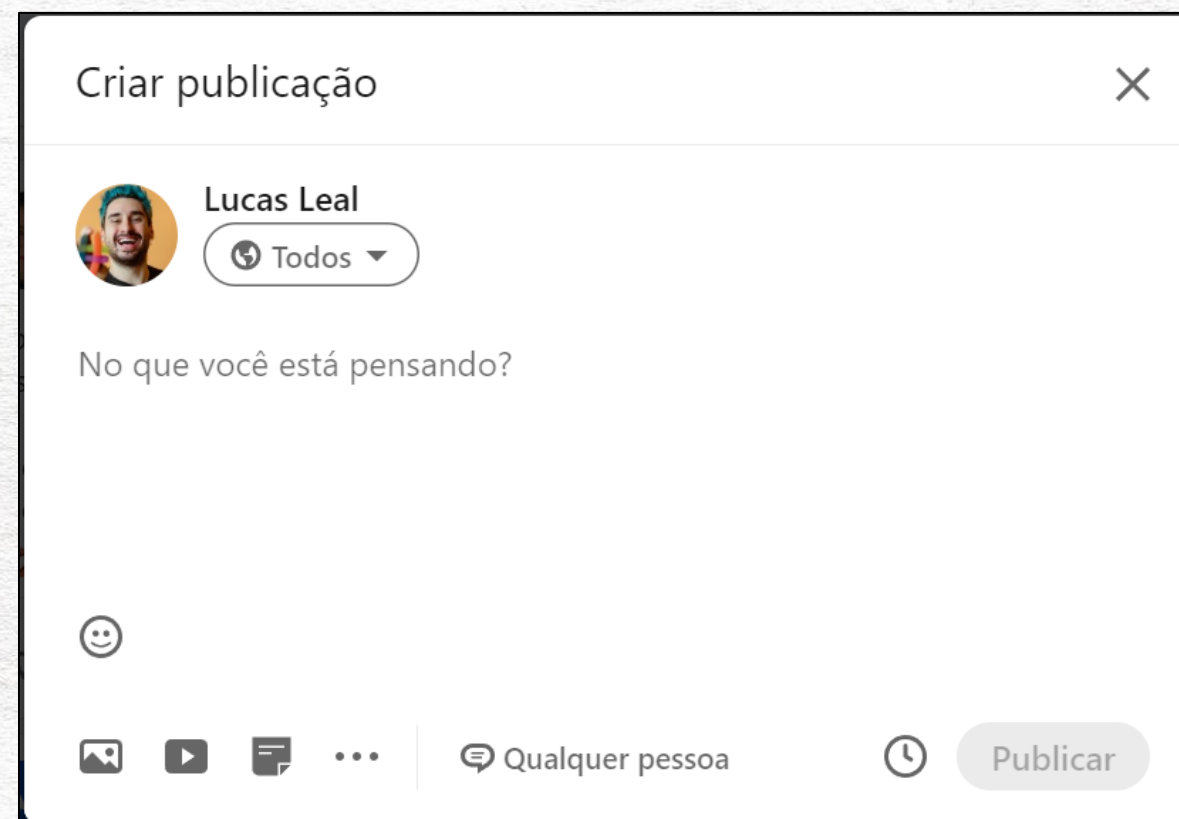 Criar publicação
Lucas Leal
Todos
No que você está pensando?
Qualquer pessoa
Publicar